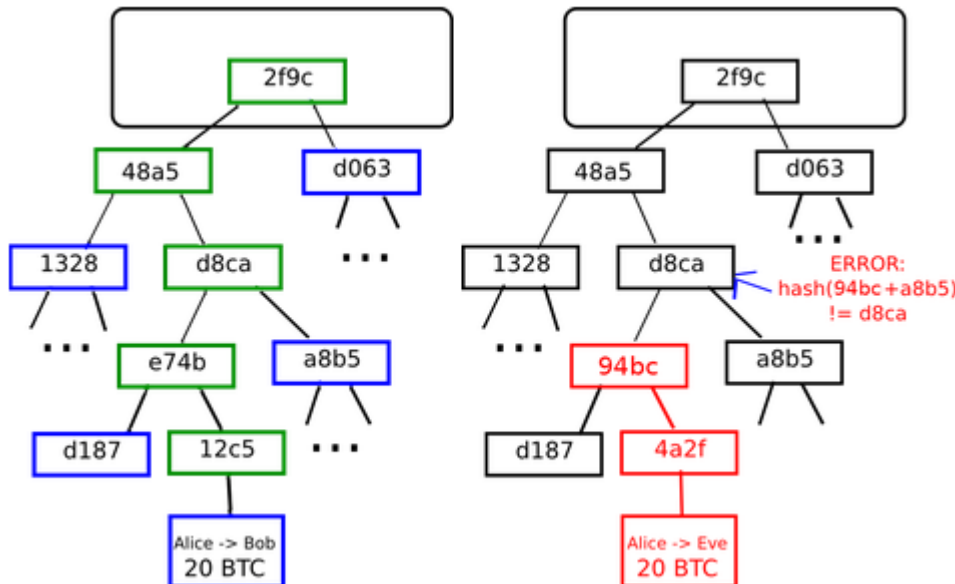 2f9c
48a5
d063
1328
d8ca
...
...
e74b
a8b5
...
d187
12c5
Alice -> Bob
20 BTC
2f9c
48a5
d063
...
1328
d8ca
ERROR:
hash(94bc+a8b5)
!= d8ca
...
94bc
a8b5
d187
4a2f
Alice -> Eve
20 BTC